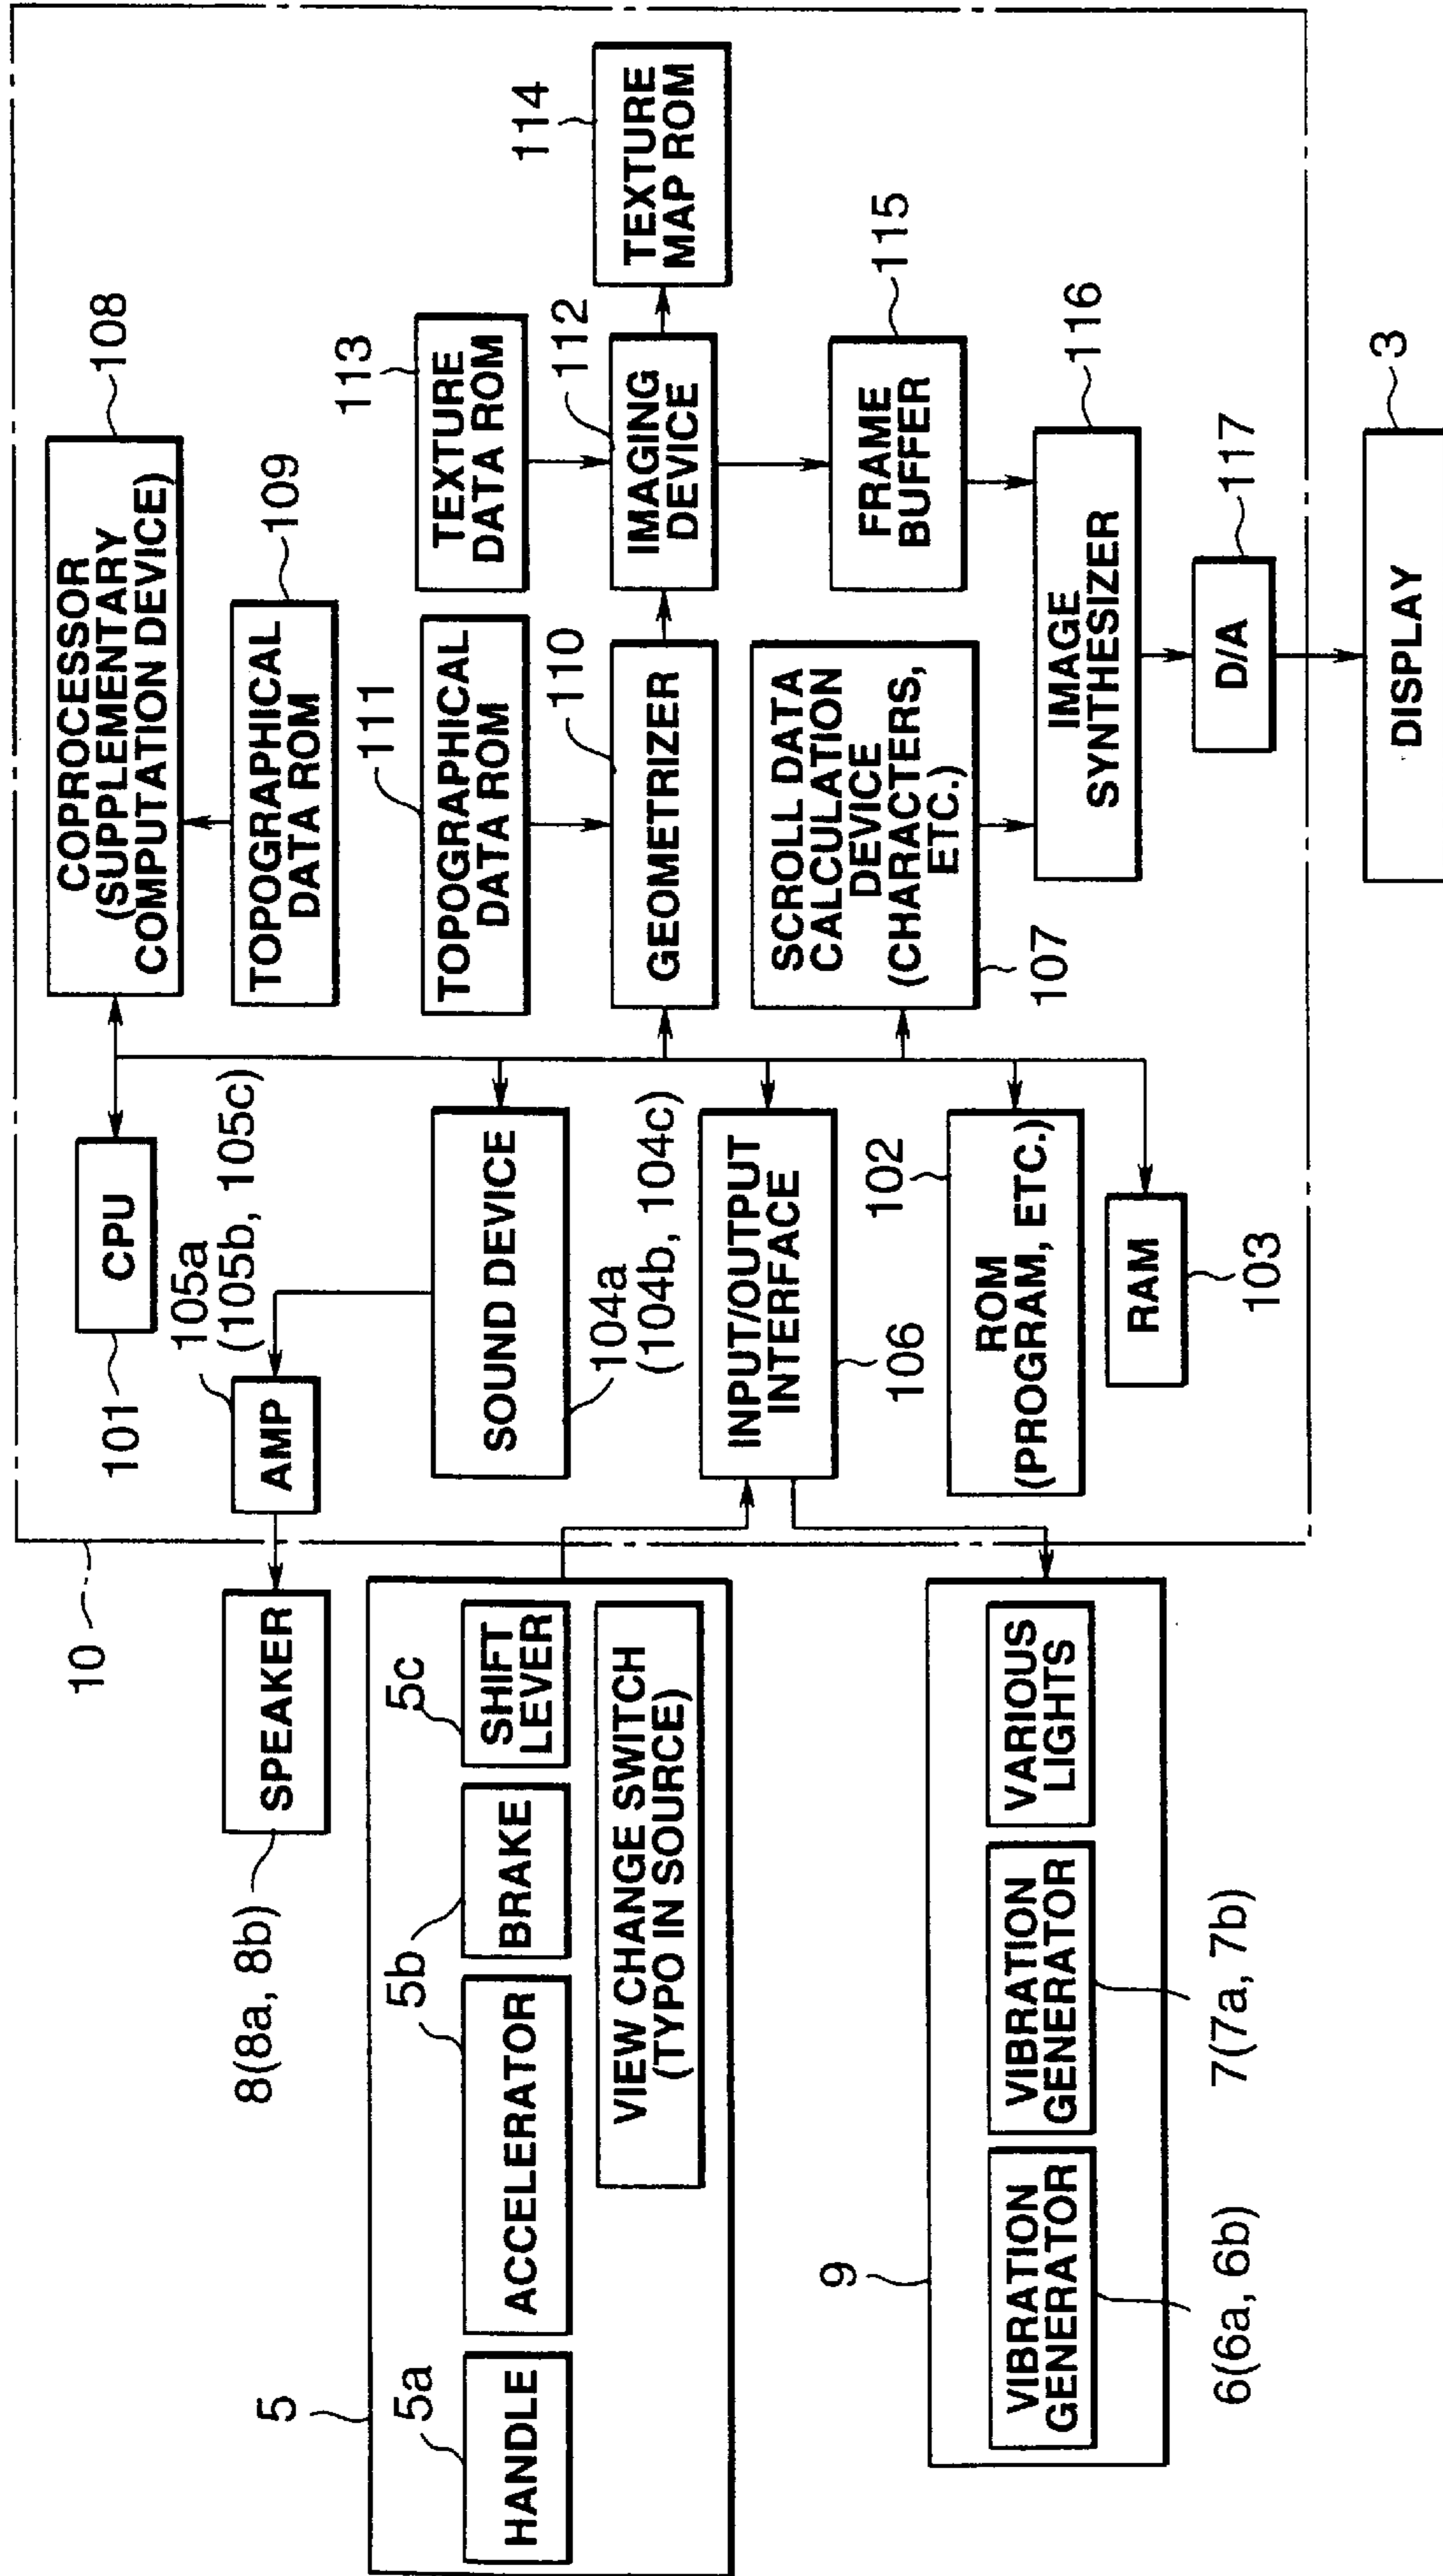 10
101
CPU
COPROCESSOR
(SUPPLEMENTARY
COMPUTATION DEVICE)
108
SPEAKER
8(8a, 8b)
AMP
105a
(105b, 105c)
TOPOGRAPHICAL
DATA ROM
109
5
HANDLE
5a
ACCELERATOR
5b
BRAKE
SHIFT
LEVER
5c
VIEW CHANGE SWITCH
(TYPO IN SOURCE)
SOUND DEVICE
104a
(104b, 104c)
TOPOGRAPHICAL
DATA ROM
111
TEXTURE
DATA ROM
113
GEOMETRIZER
110
IMAGING
DEVICE
112
TEXTURE
MAP ROM
114
INPUT/OUTPUT
INTERFACE
106
SCROLL DATA
CALCULATION
DEVICE
(CHARACTERS,
ETC.)
107
FRAME
BUFFER
115
9
VIBRATION
GENERATOR
6(6a, 6b)
VIBRATION
GENERATOR
7(7a, 7b)
VARIOUS
LIGHTS
102
ROM
(PROGRAM, ETC.)
RAM
103
IMAGE
SYNTHESIZER
116
D/A
117
DISPLAY
3